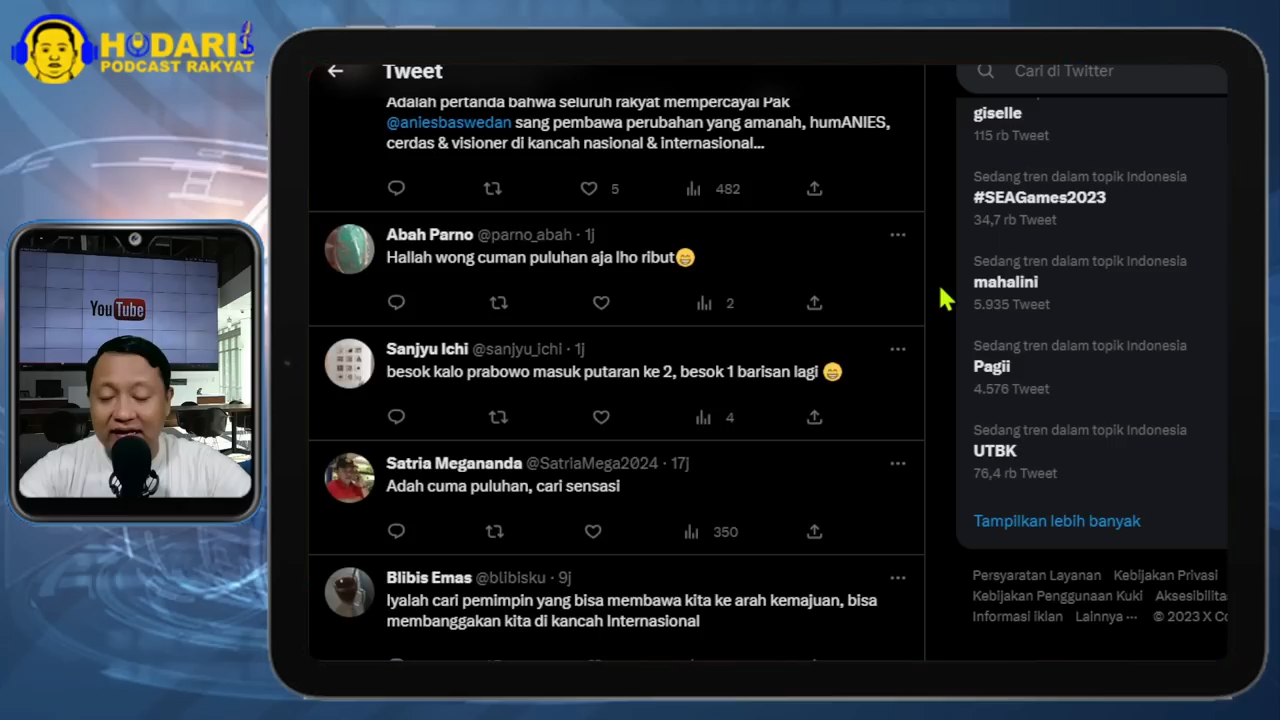 HODARI
PODCAST RAKYAT
YouTube
Tweet
Adalah pertanda bahwa seluruh rakyat mempercayai Pak
@aniesbaswedan sang pembawa perubahan yang amanah, humANIES,
cerdas & visioner di kancah nasional & internasional...
5
482
Abah Parno @parno_abah · 1j
Hallah wong cuman puluhan aja lho ribut😁
2
Sanjyu Ichi @sanjyu_ichi · 1j
besok kalo prabowo masuk putaran ke 2, besok 1 barisan lagi 😁
4
Satria Megananda @SatriaMega2024 · 17j
Adah cuma puluhan, cari sensasi
350
Blibis Emas @blibisku · 9j
Iyalah cari pemimpin yang bisa membawa kita ke arah kemajuan, bisa
membanggakan kita di kancah Internasional
Cari di Twitter
giselle
115 rb Tweet
Sedang tren dalam topik Indonesia
#SEAGames2023
34,7 rb Tweet
Sedang tren dalam topik Indonesia
mahalini
5.935 Tweet
Sedang tren dalam topik Indonesia
Pagii
4.576 Tweet
Sedang tren dalam topik Indonesia
UTBK
76,4 rb Tweet
Tampilkan lebih banyak
Persyaratan Layanan Kebijakan Privasi
Kebijakan Penggunaan Kuki Aksesibilita
Informasi iklan Lainnya ··· © 2023 X Co